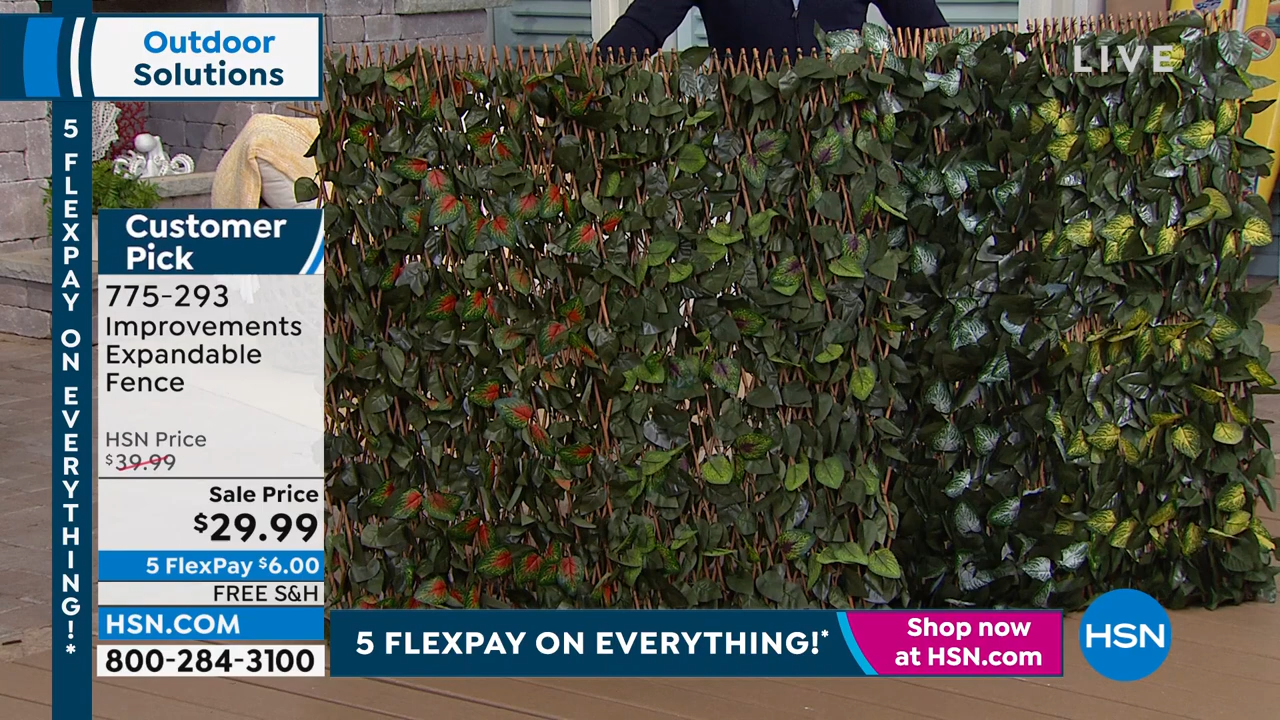 Outdoor
Solutions
LIVE
5 FLEXPAY ON EVERYTHING!*
Customer
Pick
775-293
Improvements
Expandable
Fence
HSN Price
$39.99
Sale Price
$29.99
5 FlexPay $6.00
FREE S&H
HSN.COM
800-284-3100
5 FLEXPAY ON EVERYTHING!*
Shop now
at HSN.com
HSN